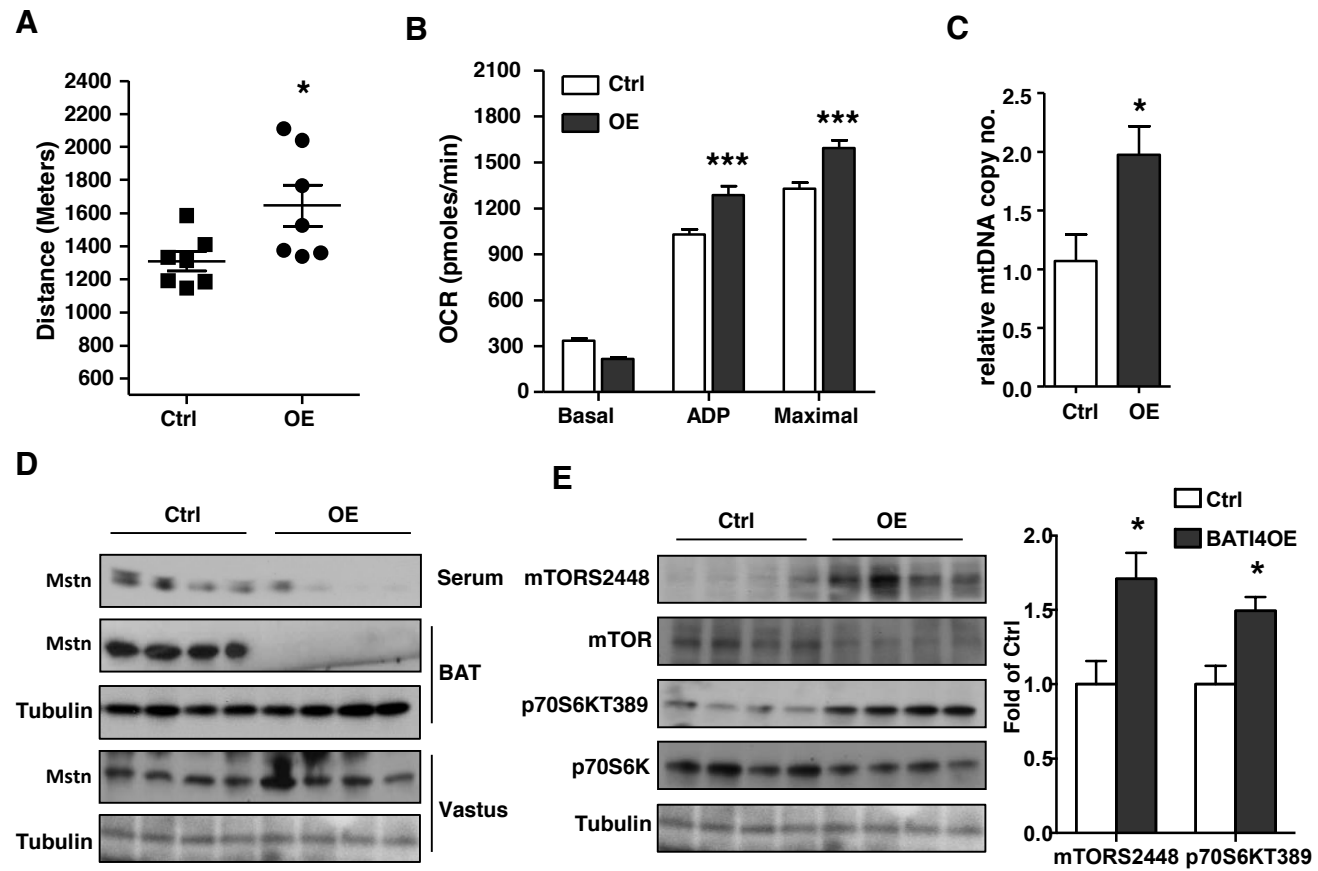 A
Distance (Meters)
2400
2200
2000
1800
1600
1400
1200
1000
800
600
*
Ctrl OE
B
OCR (pmoles/min)
2100
1800
1500
1200
900
600
300
0
Ctrl
OE
***
***
Basal ADP Maximal
C
relative mtDNA copy no.
2.5
2.0
1.5
1.0
0.5
0.0
*
Ctrl OE
D
Ctrl OE
Mstn Serum
Mstn
BAT
Tubulin
Mstn
Vastus
Tubulin
E
Ctrl OE
mTORS2448
mTOR
p70S6KT389
p70S6K
Tubulin
Ctrl
BATI4OE
Fold of Ctrl
2.0
1.5
1.0
0.5
0.0
*
*
mTORS2448 p70S6KT389